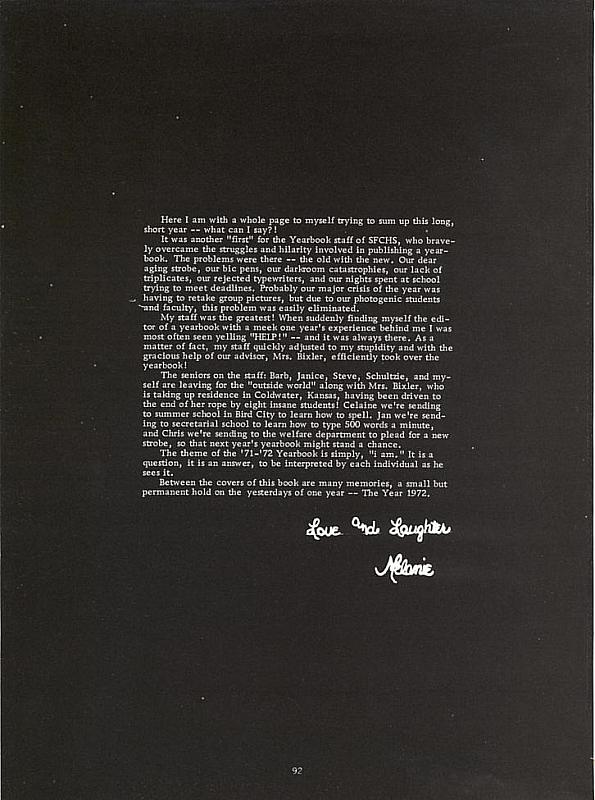 Here I am with a whole page to myself trying to sum up this long,
short year -- what can I say?!
It was another "first" for the Yearbook staff of SFCHS, who brave-
ly overcame the struggles and hilarity involved in publishing a year-
book. The problems were there -- the old with the new. Our dear
aging strobe, our bic pens, our darkroom catastrophies, our lack of
triplicates, our rejected typewriters, and our nights spent at school
trying to meet deadlines. Probably our major crisis of the year was
having to retake group pictures, but due to our photogenic students
and faculty, this problem was easily eliminated.
My staff was the greatest! When suddenly finding myself the edi-
tor of a yearbook with a meek one year's experience behind me I was
most often seen yelling "HELP!" -- and it was always there. As a
matter of fact, my staff quickly adjusted to my stupidity and with the
gracious help of our advisor, Mrs. Bixler, efficiently took over the
yearbook!
The seniors on the staff: Barb, Janice, Steve, Schultzie, and my-
self are leaving for the "outside world" along with Mrs. Bixler, who
is taking up residence in Coldwater, Kansas, having been driven to
the end of her rope by eight insane students! Celaine we're sending
to summer school in Bird City to learn how to spell. Jan we're send-
ing to secretarial school to learn how to type 500 words a minute,
and Chris we're sending to the welfare department to plead for a new
strobe, so that next year's yearbook might stand a chance.
The theme of the '71-'72 Yearbook is simply, "i am." It is a
question, it is an answer, to be interpreted by each individual as he
sees it.
Between the covers of this book are many memories, a small but
permanent hold on the yesterdays of one year -- The Year 1972.
Love and Laughter
Melanie
92